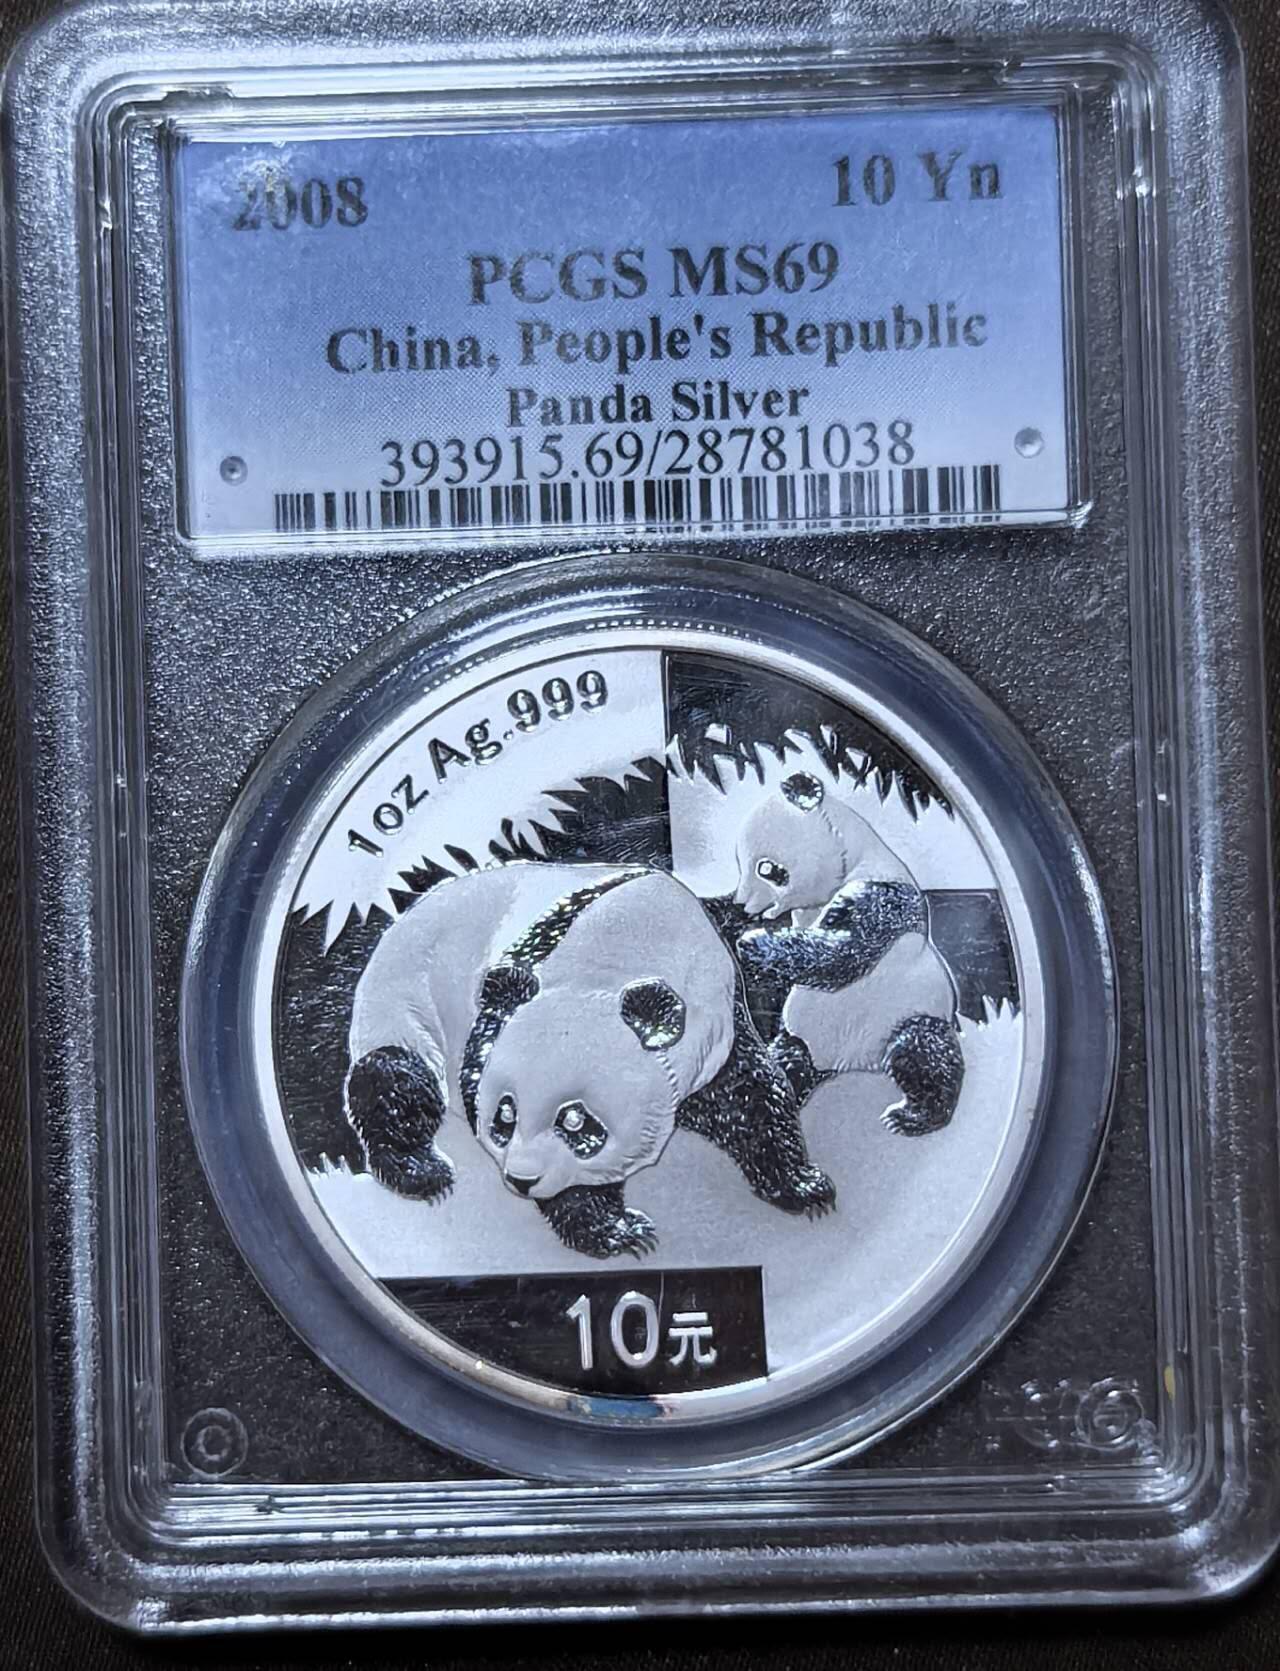 2008 10 Yn
PCGS MS69
China, People's Republic
Panda Silver
393915.69/28781038
1oz Ag.999
10元